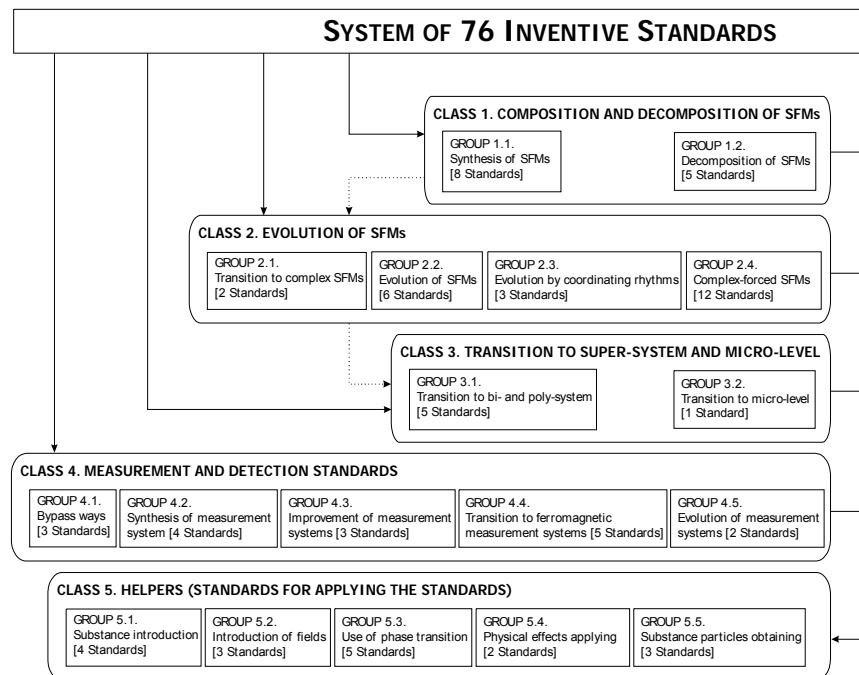 SYSTEM OF 76 INVENTIVE STANDARDS
CLASS 1. COMPOSITION AND DECOMPOSITION OF SFMs
GROUP 1.1.
Synthesis of SFMs
[8 Standards]
GROUP 1.2.
Decomposition of SFMs
[5 Standards]
CLASS 2. EVOLUTION OF SFMs
GROUP 2.1.
Transition to complex SFMs
[2 Standards]
GROUP 2.2.
Evolution of SFMs
[6 Standards]
GROUP 2.3.
Evolution by coordinating rhythms
[3 Standards]
GROUP 2.4.
Complex-forced SFMs
[12 Standards]
CLASS 3. TRANSITION TO SUPER-SYSTEM AND MICRO-LEVEL
GROUP 3.1.
Transition to bi- and poly-system
[5 Standards]
GROUP 3.2.
Transition to micro-level
[1 Standard]
CLASS 4. MEASUREMENT AND DETECTION STANDARDS
GROUP 4.1.
Bypass ways
[3 Standards]
GROUP 4.2.
Synthesis of measurement
system [4 Standards]
GROUP 4.3.
Improvement of measurement
systems [3 Standards]
GROUP 4.4.
Transition to ferromagnetic
measurement systems [5 Standards]
GROUP 4.5.
Evolution of measurement
systems [2 Standards]
CLASS 5. HELPERS (STANDARDS FOR APPLYING THE STANDARDS)
GROUP 5.1.
Substance introduction
[4 Standards]
GROUP 5.2.
Introduction of fields
[3 Standards]
GROUP 5.3.
Use of phase transition
[5 Standards]
GROUP 5.4.
Physical effects applying
[2 Standards]
GROUP 5.5.
Substance particles obtaining
[3 Standards]